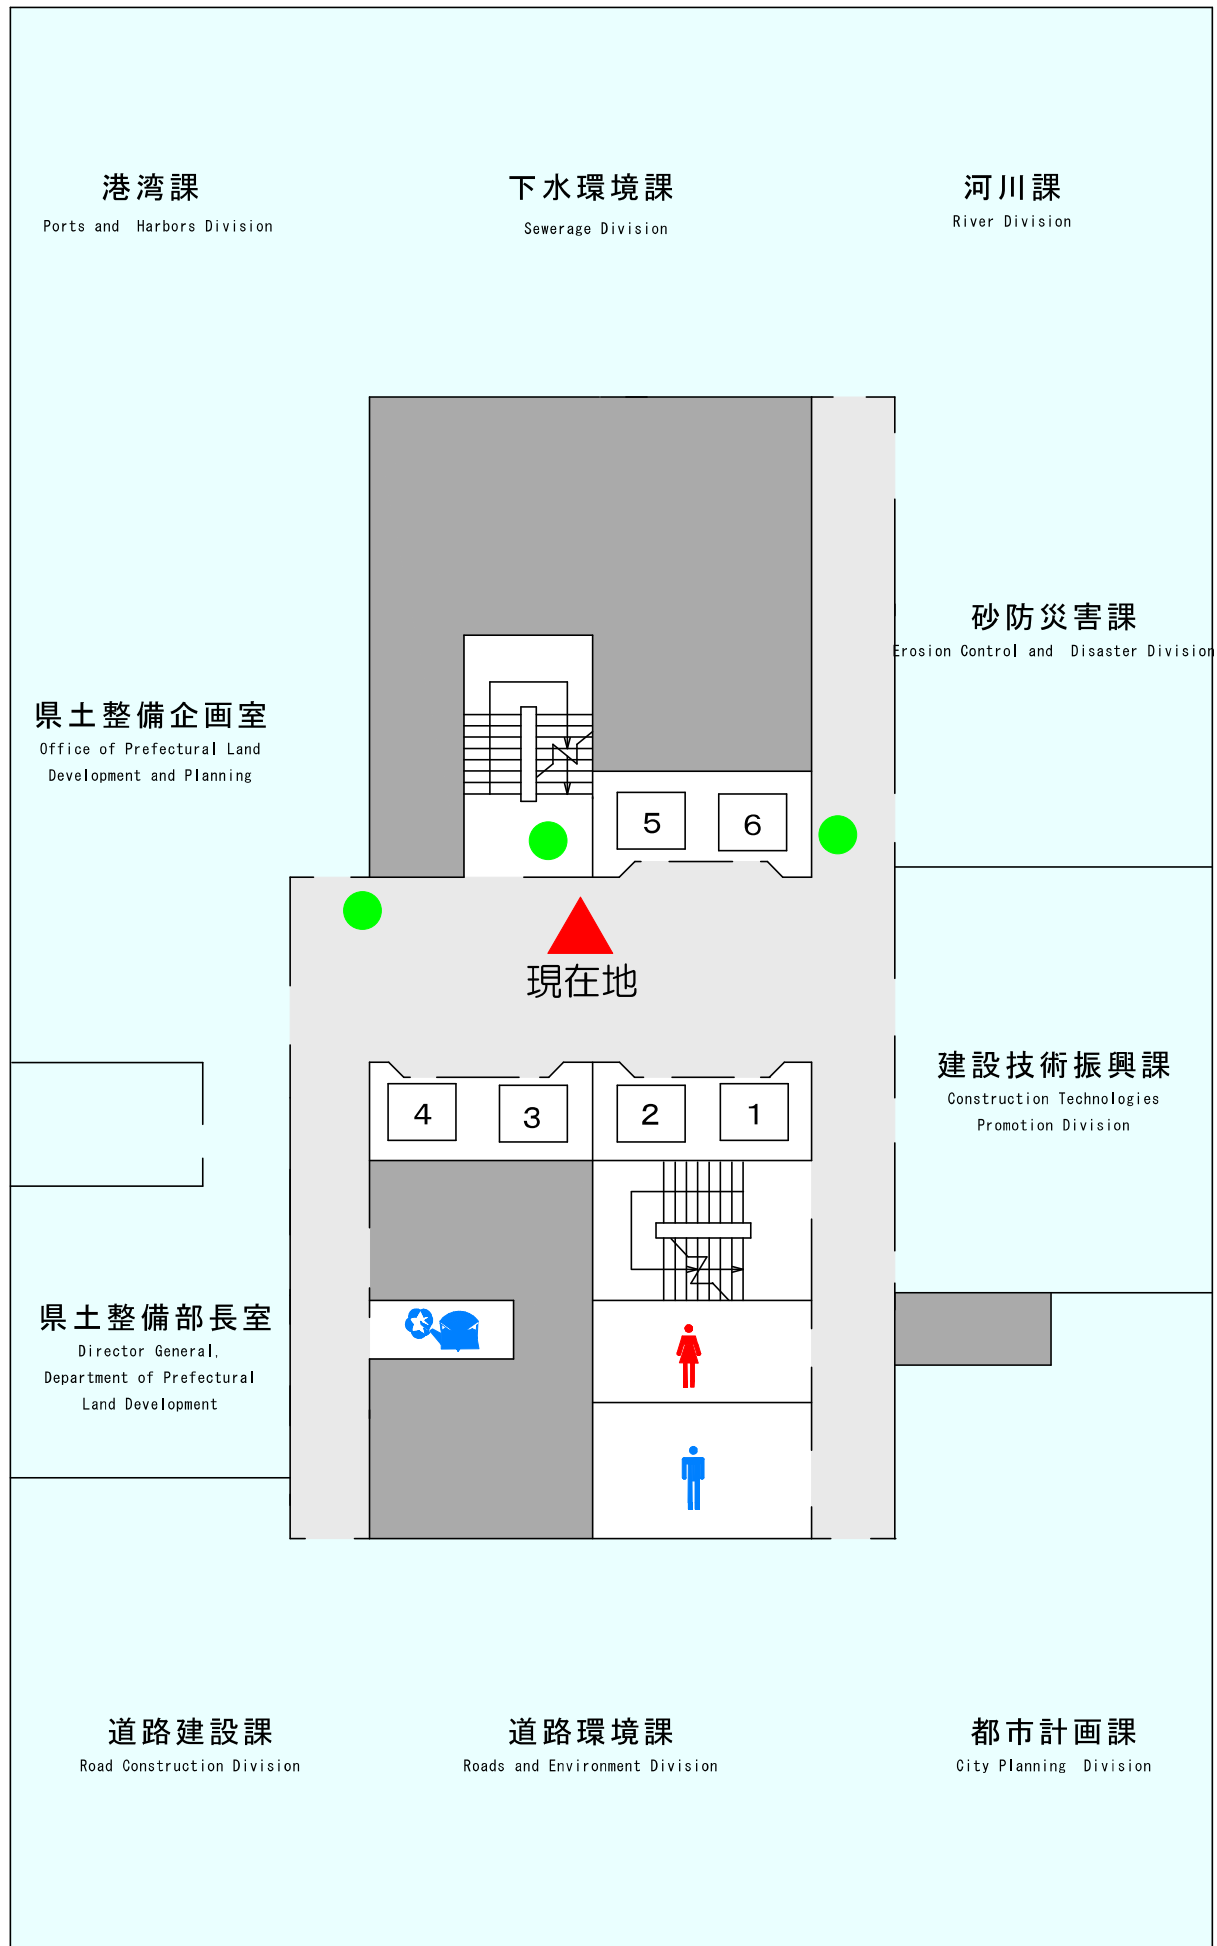 港湾課
Ports and Harbors Division
下水環境課
Sewerage Division
河川課
River Division
砂防災害課
Erosion Control and Disaster Division
県土整備企画室
Office of Prefectural Land
Development and Planning
5
6
現在地
4
3
2
1
建設技術振興課
Construction Technologies
Promotion Division
県土整備部長室
Director General,
Department of Prefectural
Land Development
道路建設課
Road Construction Division
道路環境課
Roads and Environment Division
都市計画課
City Planning Division